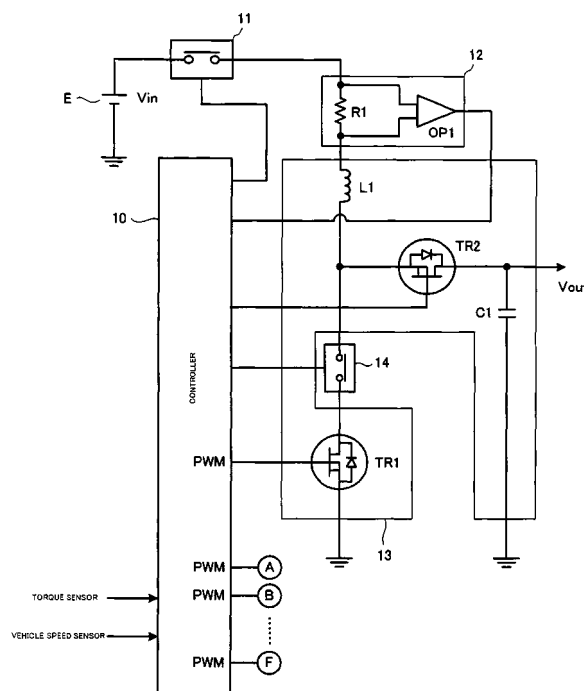 11
12
E
Vin
R1
OP1
L1
10
TR2
Vout
C1
14
CONTROLLER
PWM
TR1
13
PWM
A
TORQUE SENSOR
PWM
B
VEHICLE SPEED SENSOR
PWM
F